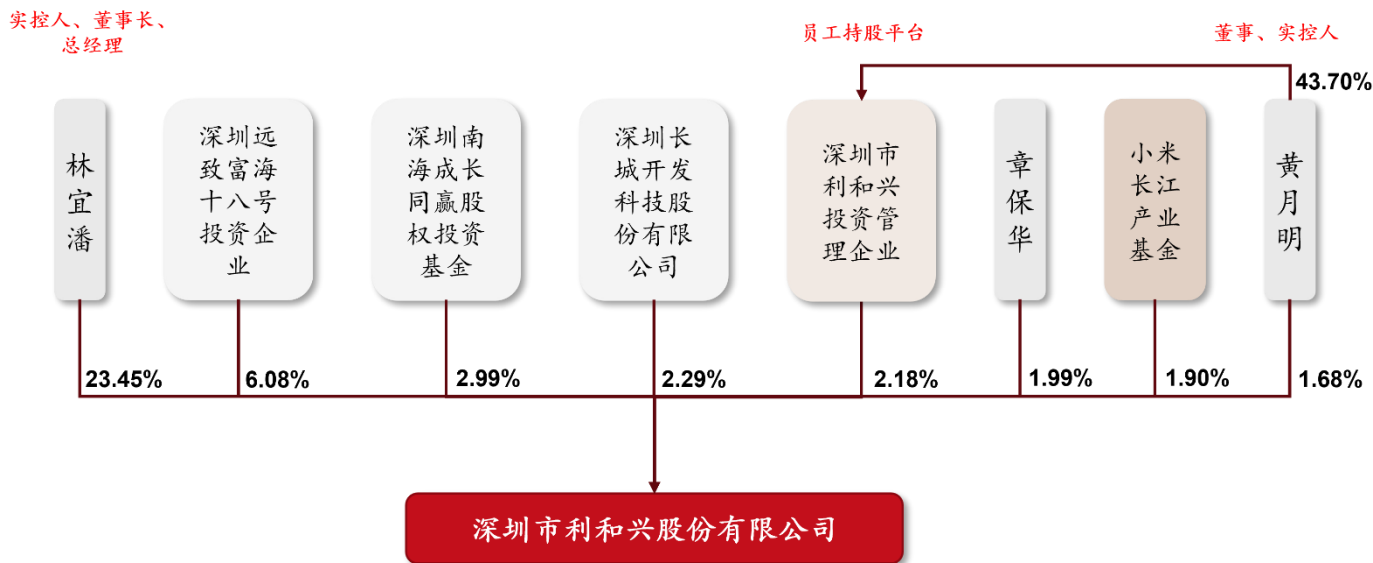 实控人、董事长、
总经理
员工持股平台
董事、实控人
43.70%
林
宜
潘
深圳远
致富海
十八号
投资企
业
深圳南
海成长
同赢股
权投资
基金
深圳长
城开发
科技股
份有限
公司
深圳市
利和兴
投资管
理企业
章
保
华
小米
长江
产业
基金
黄
月
明
23.45%
6.08%
2.99%
2.29%
2.18%
1.99%
1.90%
1.68%
深圳市利和兴股份有限公司